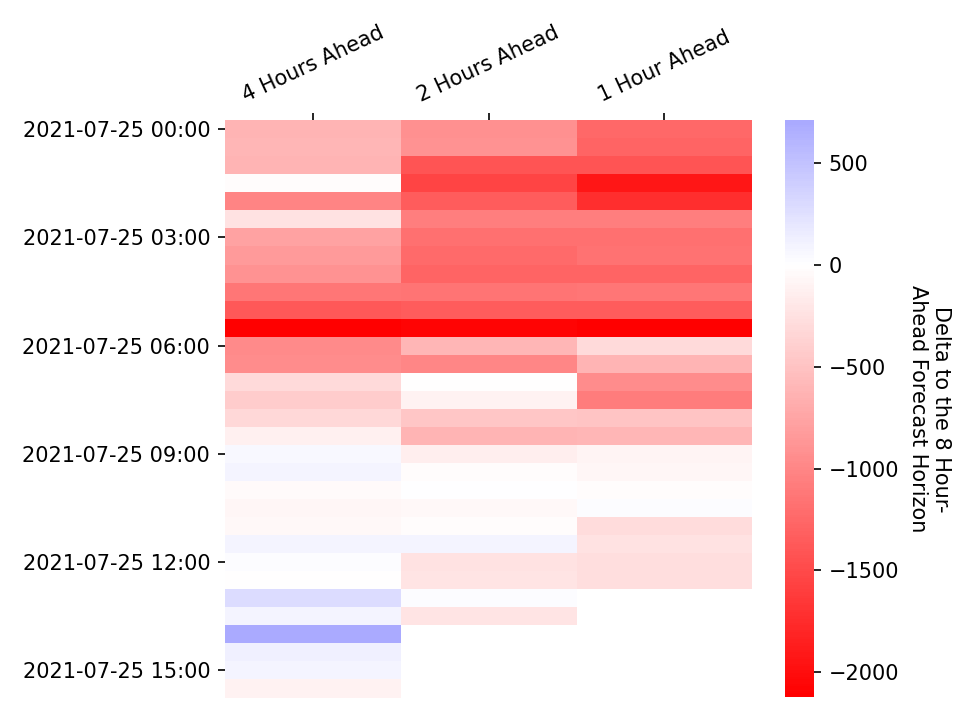 4 Hours Ahead
2 Hours Ahead
1 Hour Ahead
2021-07-25 00:00
2021-07-25 03:00
2021-07-25 06:00
2021-07-25 09:00
2021-07-25 12:00
2021-07-25 15:00
500
0
−500
−1000
−1500
−2000
Delta to the 8 Hour-
Ahead Forecast Horizon